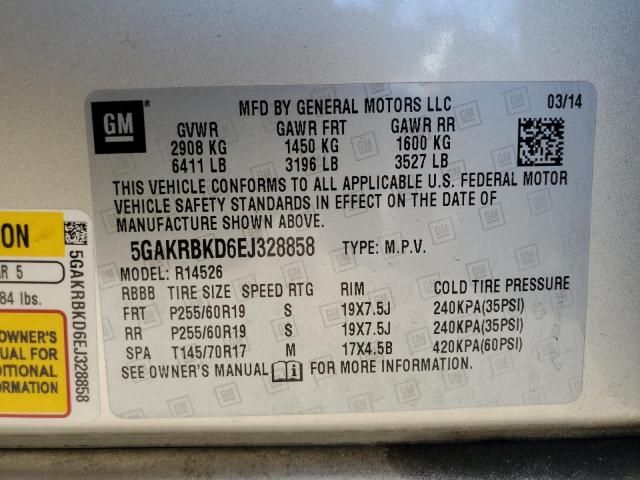 GM ®
MFD BY GENERAL MOTORS LLC 03/14
GVWR GAWR FRT GAWR RR
2908 KG 1450 KG 1600 KG
6411 LB 3196 LB 3527 LB
THIS VEHICLE CONFORMS TO ALL APPLICABLE U.S. FEDERAL MOTOR
VEHICLE SAFETY STANDARDS IN EFFECT ON THE DATE OF
MANUFACTURE SHOWN ABOVE.
5GAKRBKD6EJ328858 TYPE: M.P.V.
MODEL: R14526
RBBB TIRE SIZE SPEED RTG RIM COLD TIRE PRESSURE
FRT P255/60R19 S 19X7.5J 240KPA(35PSI)
RR P255/60R19 S 19X7.5J 240KPA(35PSI)
SPA T145/70R17 M 17X4.5B 420KPA(60PSI)
SEE OWNER'S MANUAL FOR MORE INFORMATION.
ON
R 5
84 lbs.
OWNER'S
UAL FOR
DITIONAL
ORMATION
5GAKRBKD6EJ328858